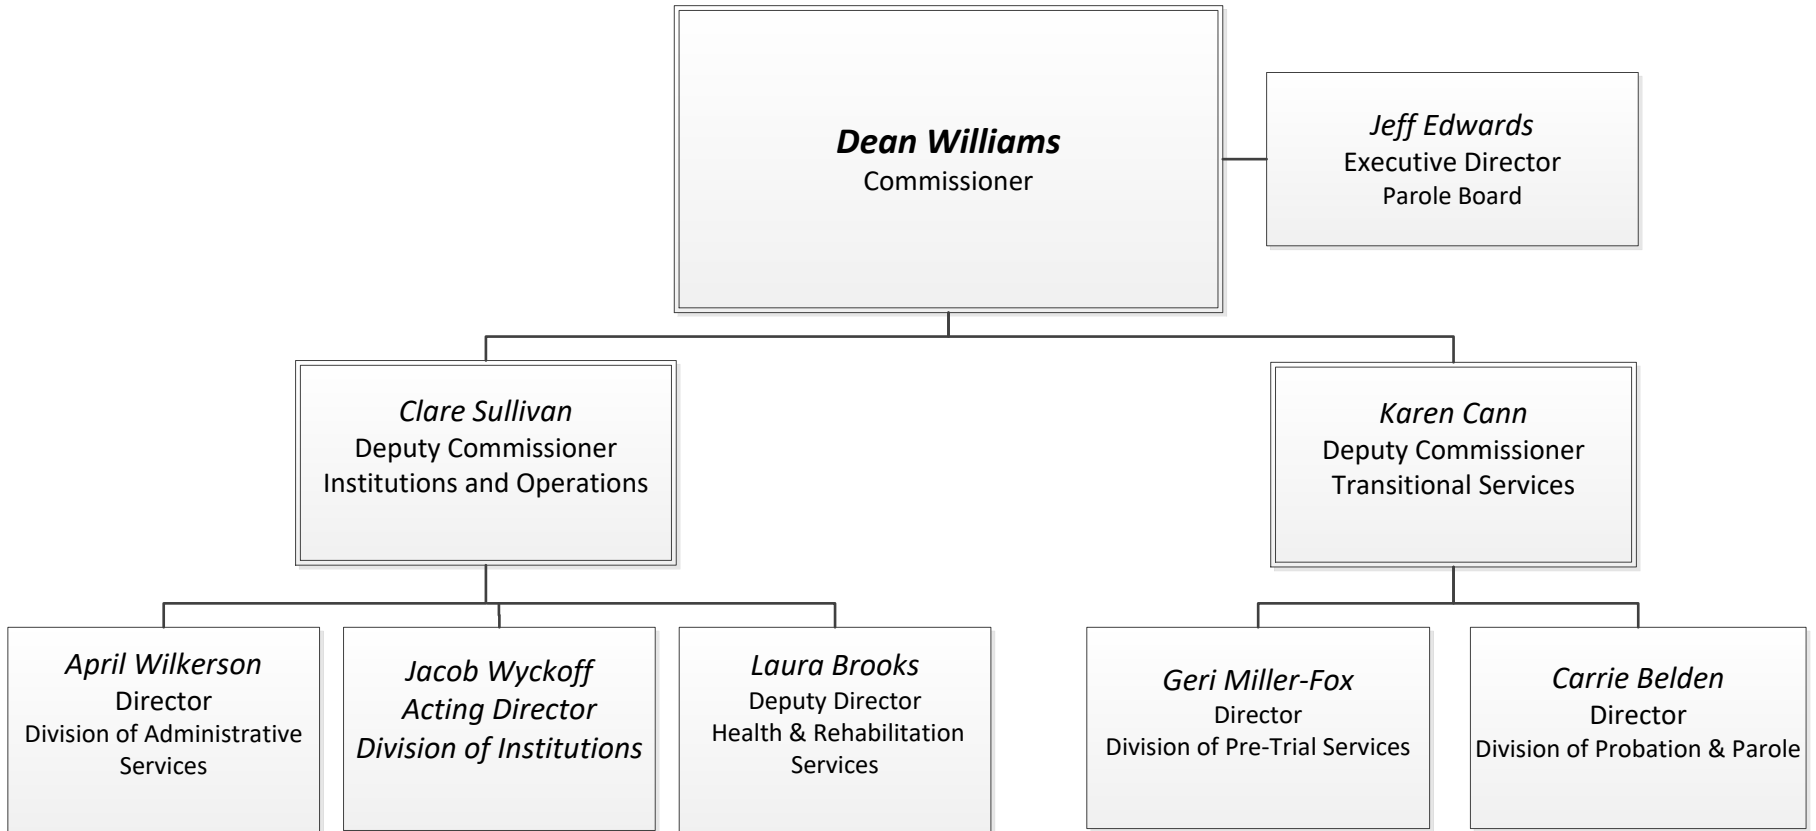 Dean Williams
Commissioner
Jeff Edwards
Executive Director
Parole Board
Clare Sullivan
Deputy Commissioner
Institutions and Operations
Karen Cann
Deputy Commissioner
Transitional Services
April Wilkerson
Director
Division of Administrative
Services
Jacob Wyckoff
Acting Director
Division of Institutions
Laura Brooks
Deputy Director
Health & Rehabilitation
Services
Geri Miller-Fox
Director
Division of Pre-Trial Services
Carrie Belden
Director
Division of Probation & Parole